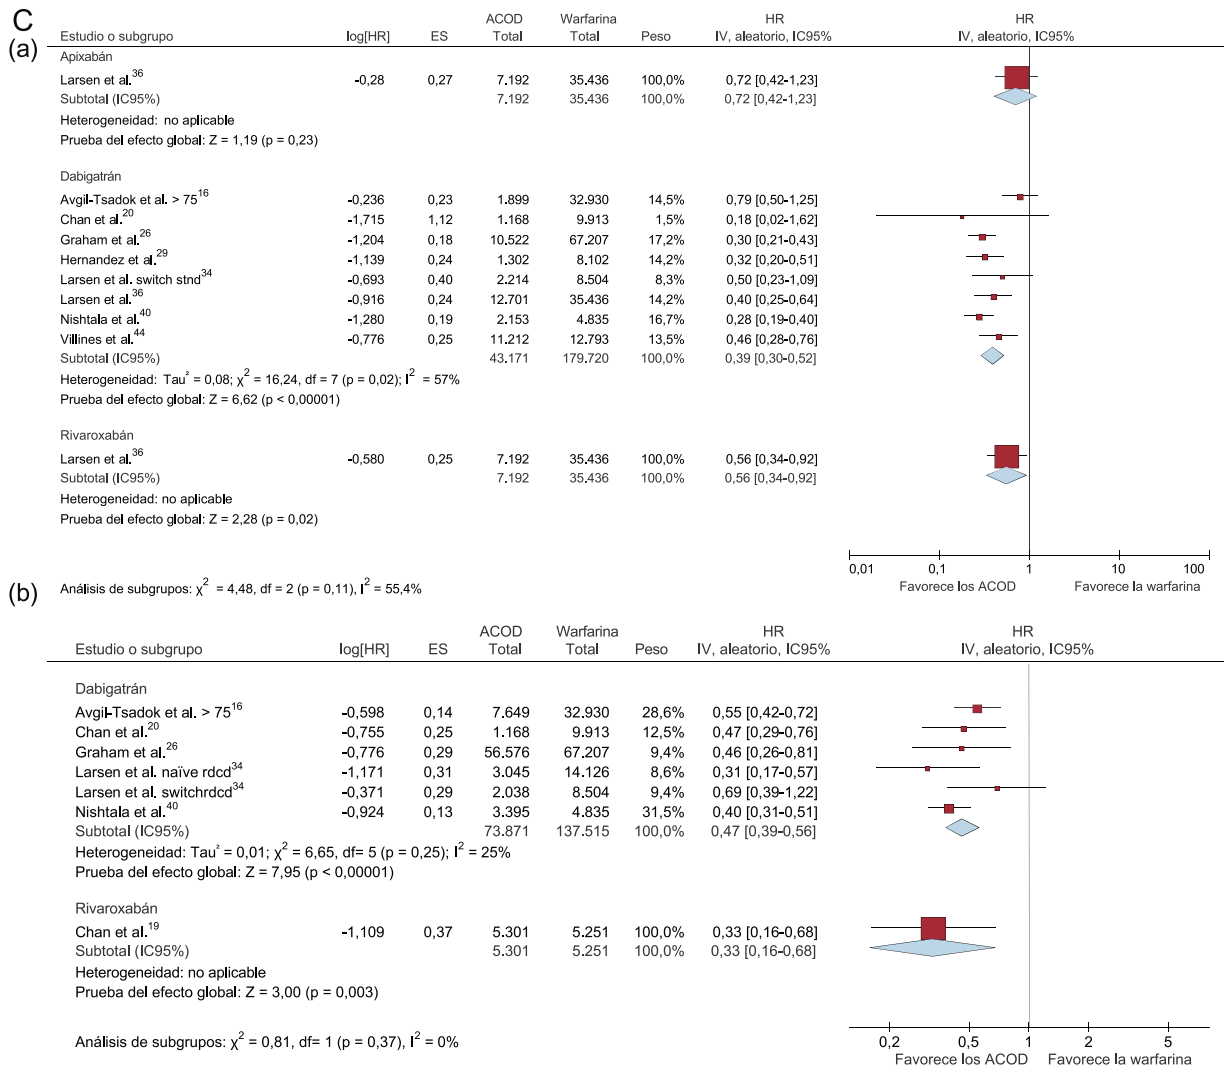 C
(a)
ACOD Warfarina HR HR
Estudio o subgrupo log[HR] ES Total Total Peso IV, aleatorio, IC95% IV, aleatorio, IC95%
Apixabán
Larsen et al.36 -0,28 0,27 7.192 35.436 100,0% 0,72 [0,42-1,23]
Subtotal (IC95%) 7.192 35.436 100,0% 0,72 [0,42-1,23]
Heterogeneidad: no applicable
Prueba del efecto global: Z = 1,19 (p = 0,23)
Dabigatrán
Avgil-Tsadok et al. > 7516 -0,236 0,23 1.899 32.930 14,5% 0,79 [0,50-1,25]
Chan et al.20 -1,715 1,12 1.168 9.913 1,5% 0,18 [0,02-1,62]
Graham et al.26 -1,204 0,18 10,522 67.207 17,2% 0,30 [0,21-0,43]
Hernandez et al.29 -1,139 0,24 1.302 8.102 14,2% 0,32 [0,20-0,51]
Larsen et al. switch stnd34 -0,693 0,40 2.214 8.504 8,3% 0,50 [0,23-1,09]
Larsen et al.36 -0,916 0,24 12.701 35.436 14,2% 0,40 [0,25-0,64]
Nishtala et al.40 -1,280 0,19 2.153 4.835 16,7% 0,28 [0,19-0,40]
Villines et al.44 -0,776 0,25 11.212 12.793 13,5% 0,46 [0,28-0,76]
Subtotal (IC95%) 43.171 179.720 100,0% 0,39 [0,30-0,52]
Heterogeneidad: Tau² = 0,08; χ² = 16,24, df = 7 (p = 0,02); I² = 57%
Prueba del efecto global: Z = 6,62 (p < 0,00001)
Rivaroxabán
Larsen et al.36 -0,580 0,25 7.192 35.436 100,0% 0,56 [0,34-0,92]
Subtotal (IC95%) 7.192 35.436 100,0% 0,56 [0,34-0,92]
Heterogeneidad: no aplicable
Prueba del efecto global: Z = 2,28 (p = 0,02)
0,01 0,1 1 10 100
Análisis de subgrupos: χ² = 4,48, df = 2 (p = 0,11), I² = 55,4% Favorece los ACOD Favorece la warfarina
(b)
ACOD Warfarina HR HR
Estudio o subgrupo log[HR] ES Total Total Peso IV, aleatorio, IC95% IV, aleatorio, IC95%
Dabigatrán
Avgil-Tsadok et al. > 7516 -0,598 0,14 7.649 32.930 28,6% 0,55 [0,42-0,72]
Chan et al.20 -0,755 0,25 1.168 9.913 12,5% 0,47 [0,29-0,76]
Graham et al.26 -0,776 0,29 56.576 67.207 9,4% 0,46 [0,26-0,81]
Larsen et al. naïve rdcd34 -1,171 0,31 3.045 14.126 8,6% 0,31 [0,17-0,57]
Larsen et al. switchrdcd34 -0,371 0,29 2.038 8.504 9,4% 0,69 [0,39-1,22]
Nishtala et al.40 -0,924 0,13 3.395 4.835 31,5% 0,40 [0,31-0,51]
Subtotal (IC95%) 73.871 137.515 100,0% 0,47 [0,39-0,56]
Heterogeneidad: Tau² = 0,01; χ² = 6,65, df= 5 (p = 0,25); I² = 25%
Prueba del efecto global: Z = 7,95 (p < 0,00001)
Rivaroxabán
Chan et al.19 -1,109 0,37 5.301 5.251 100,0% 0,33 [0,16-0,68]
Subtotal (IC95%) 5.301 5.251 100,0% 0,33 [0,16-0,68]
Heterogeneidad: no aplicable
Prueba del efecto global: Z = 3,00 (p = 0,003)
Análisis de subgrupos: χ² = 0,81, df= 1 (p = 0,37), I² = 0%
0,2 0,5 1 2 5
Favorece los ACOD Favorece la warfarina